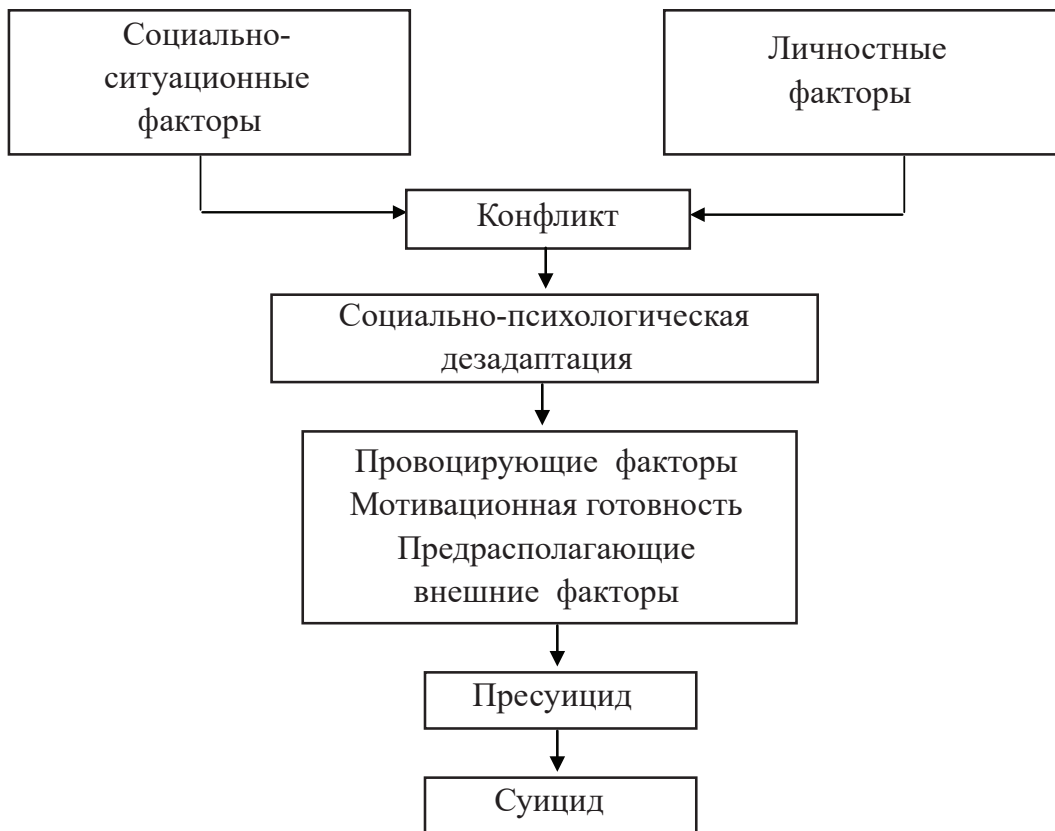 Социально-
ситуационные
факторы
Личностные
факторы
Конфликт
Социально-психологическая
дезадаптация
Провоцирующие факторы
Мотивационная готовность
Предрасполагающие
внешние факторы
Пресуицид
Суицид